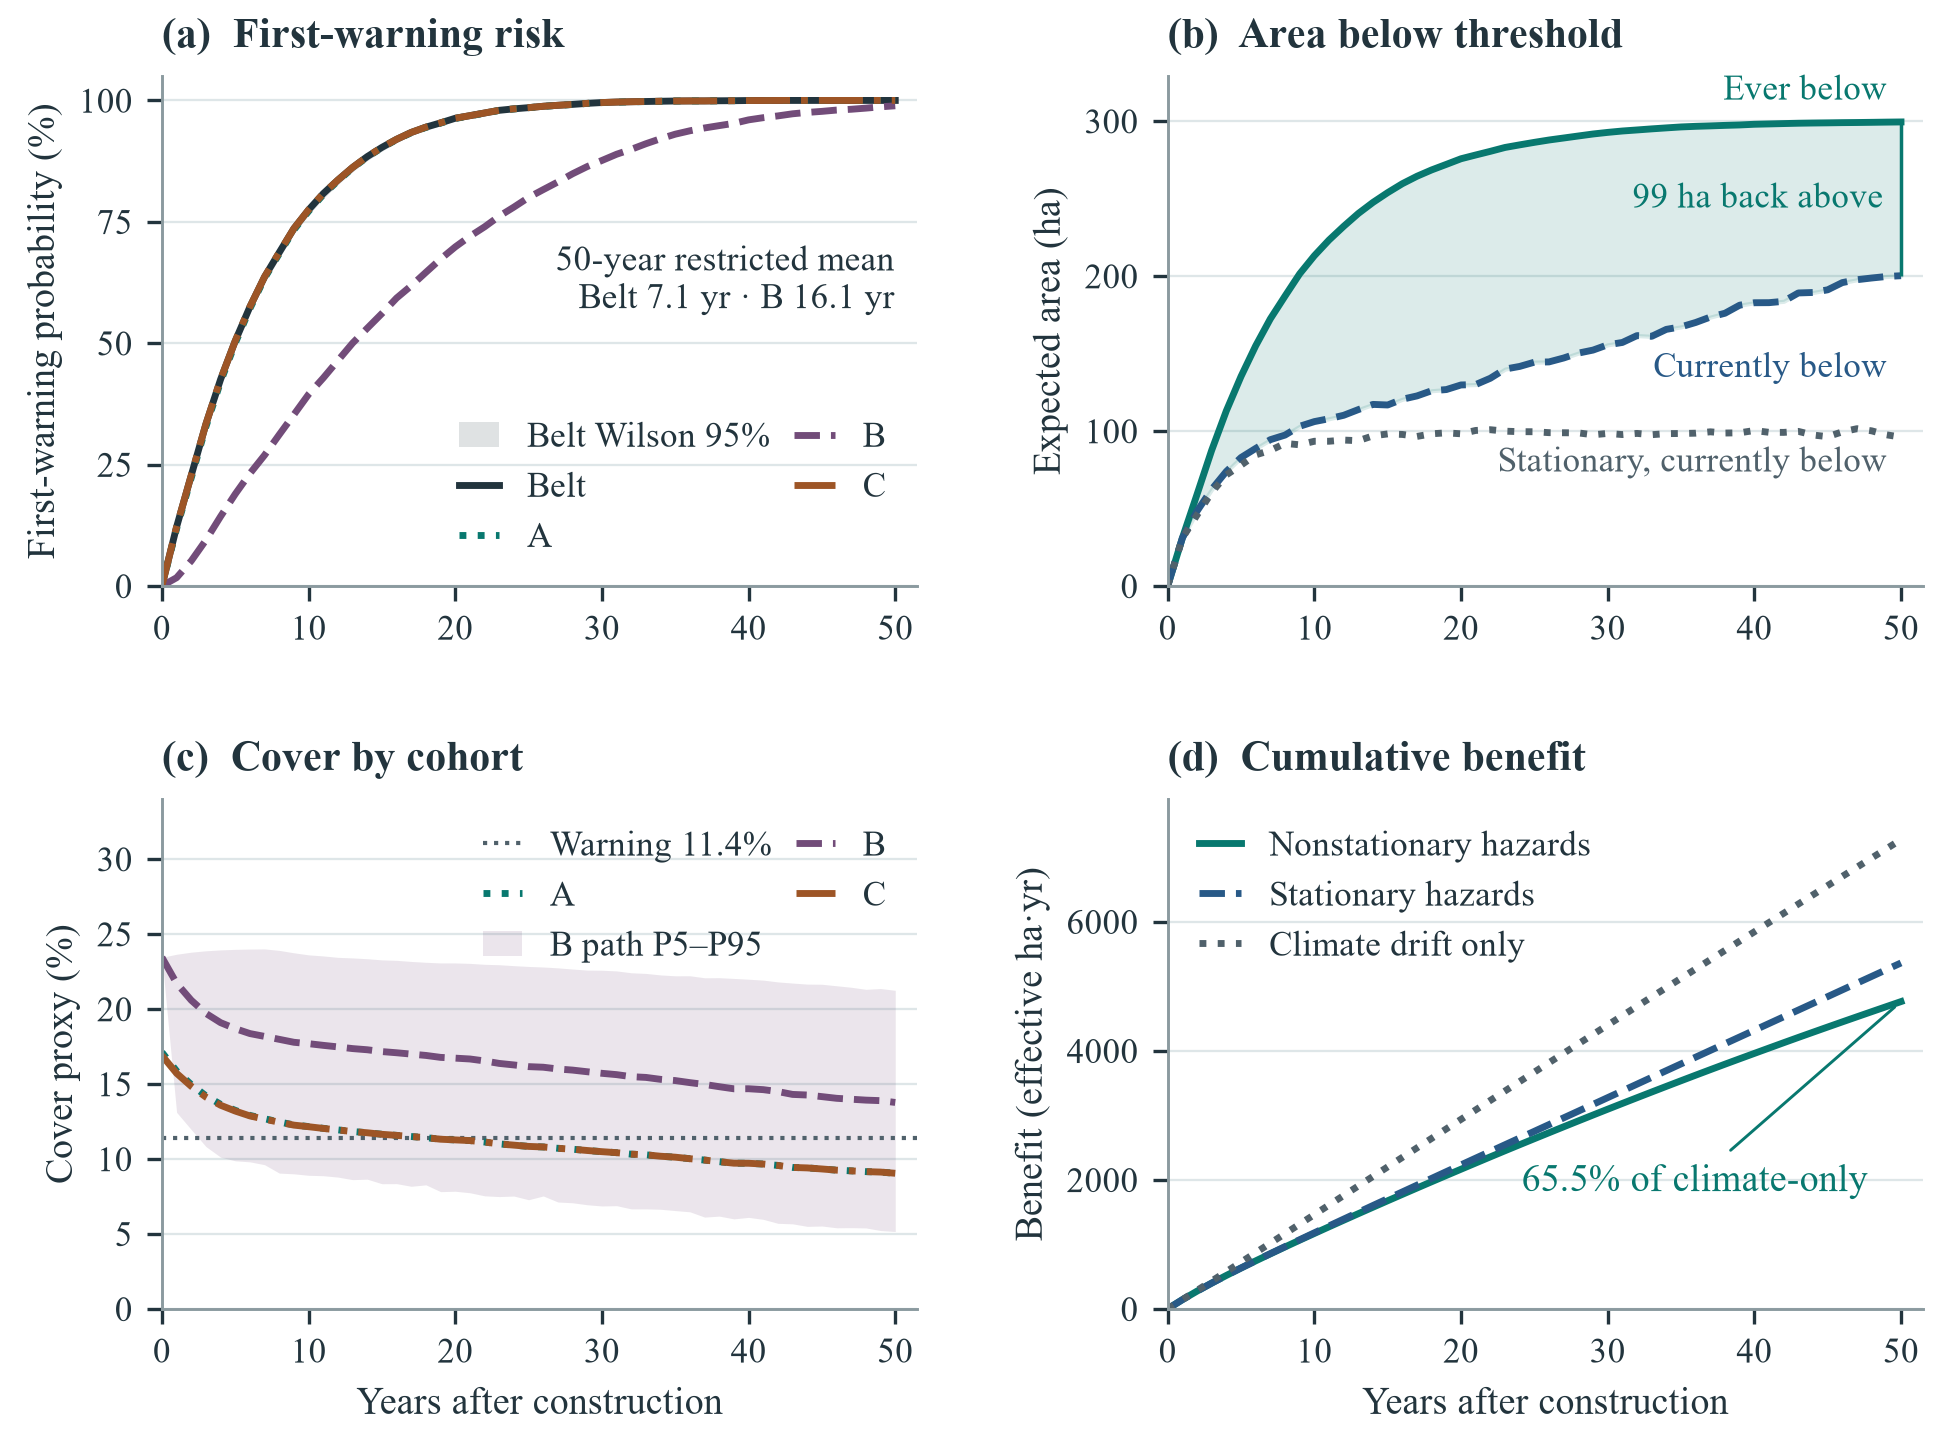 (a) First-warning risk
First-warning probability (%)
100
75
50
25
0
0 10 20 30 40 50
50-year restricted mean
Belt 7.1 yr · B 16.1 yr
Belt Wilson 95%
Belt
A
B
C
(b) Area below threshold
Expected area (ha)
300
200
100
0
0 10 20 30 40 50
Ever below
99 ha back above
Currently below
Stationary, currently below
(c) Cover by cohort
Cover proxy (%)
30
25
20
15
10
5
0
0 10 20 30 40 50
Years after construction
Warning 11.4%
A
B path P5–P95
B
C
(d) Cumulative benefit
Benefit (effective ha·yr)
6000
4000
2000
0
0 10 20 30 40 50
Years after construction
Nonstationary hazards
Stationary hazards
Climate drift only
65.5% of climate-only